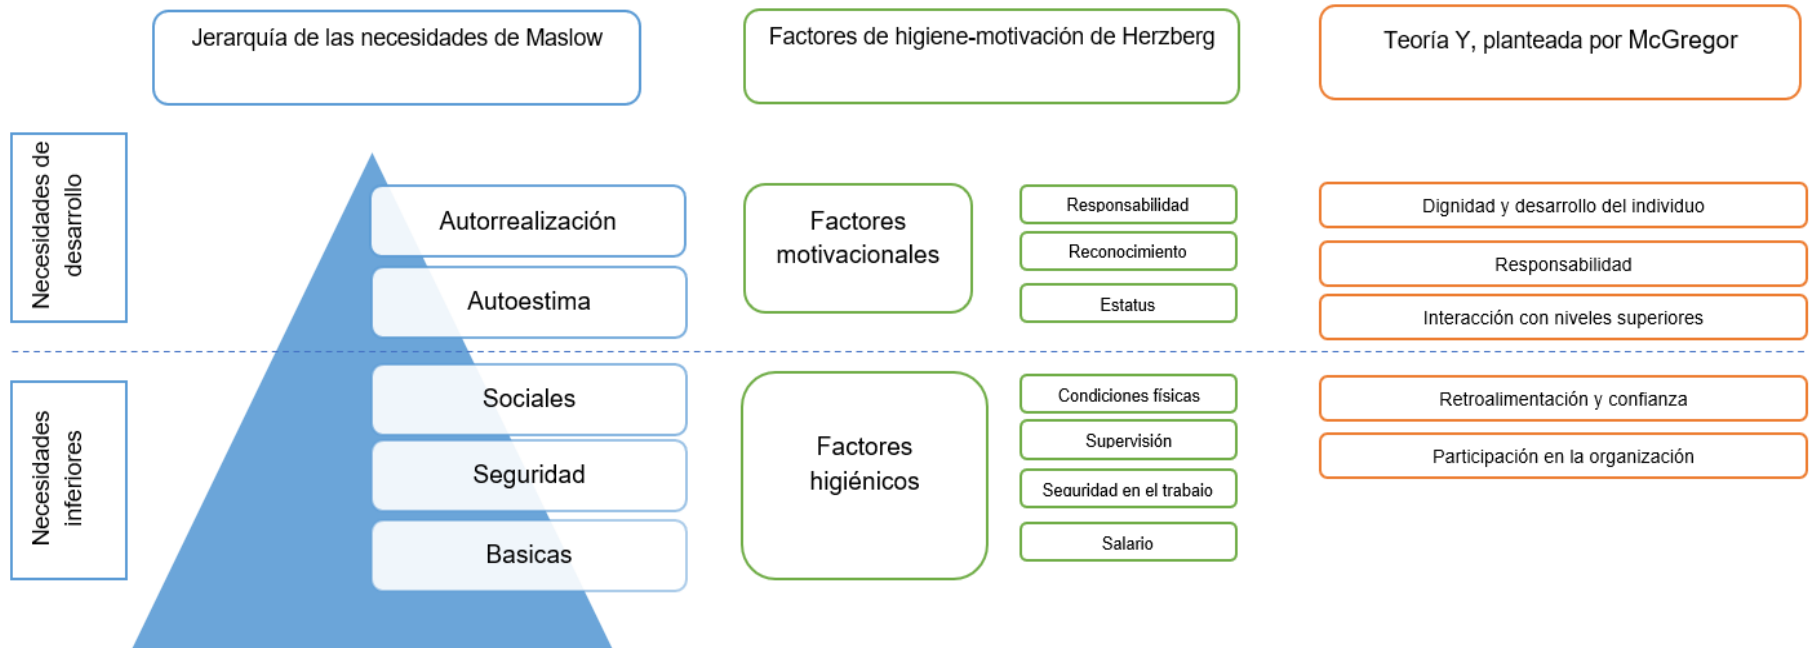 Jerarquía de las necesidades de Maslow
Factores de higiene-motivación de Herzberg
Teoría Y, planteada por McGregor
Necesidades de
desarrollo
Autorrealización
Autoestima
Factores
motivacionales
Responsabilidad
Reconocimiento
Estatus
Dignidad y desarrollo del individuo
Responsabilidad
Interacción con niveles superiores
Necesidades
inferiores
Sociales
Seguridad
Basicas
Factores
higiénicos
Condiciones físicas
Supervisión
Seguridad en el trabajo
Salario
Retroalimentación y confianza
Participación en la organización